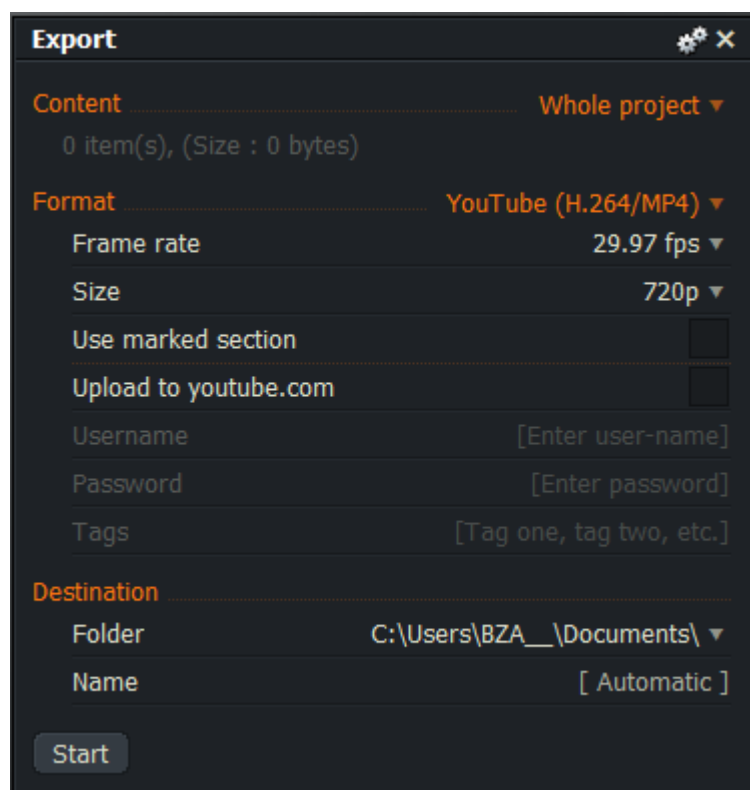 Export
Content Whole project
0 item(s), (Size : 0 bytes)
Format YouTube (H.264/MP4)
Frame rate 29.97 fps
Size 720p
Use marked section
Upload to youtube.com
Username [Enter user-name]
Password [Enter password]
Tags [Tag one, tag two, etc.]
Destination
Folder C:\Users\BZA__\Documents\
Name [ Automatic ]
Start